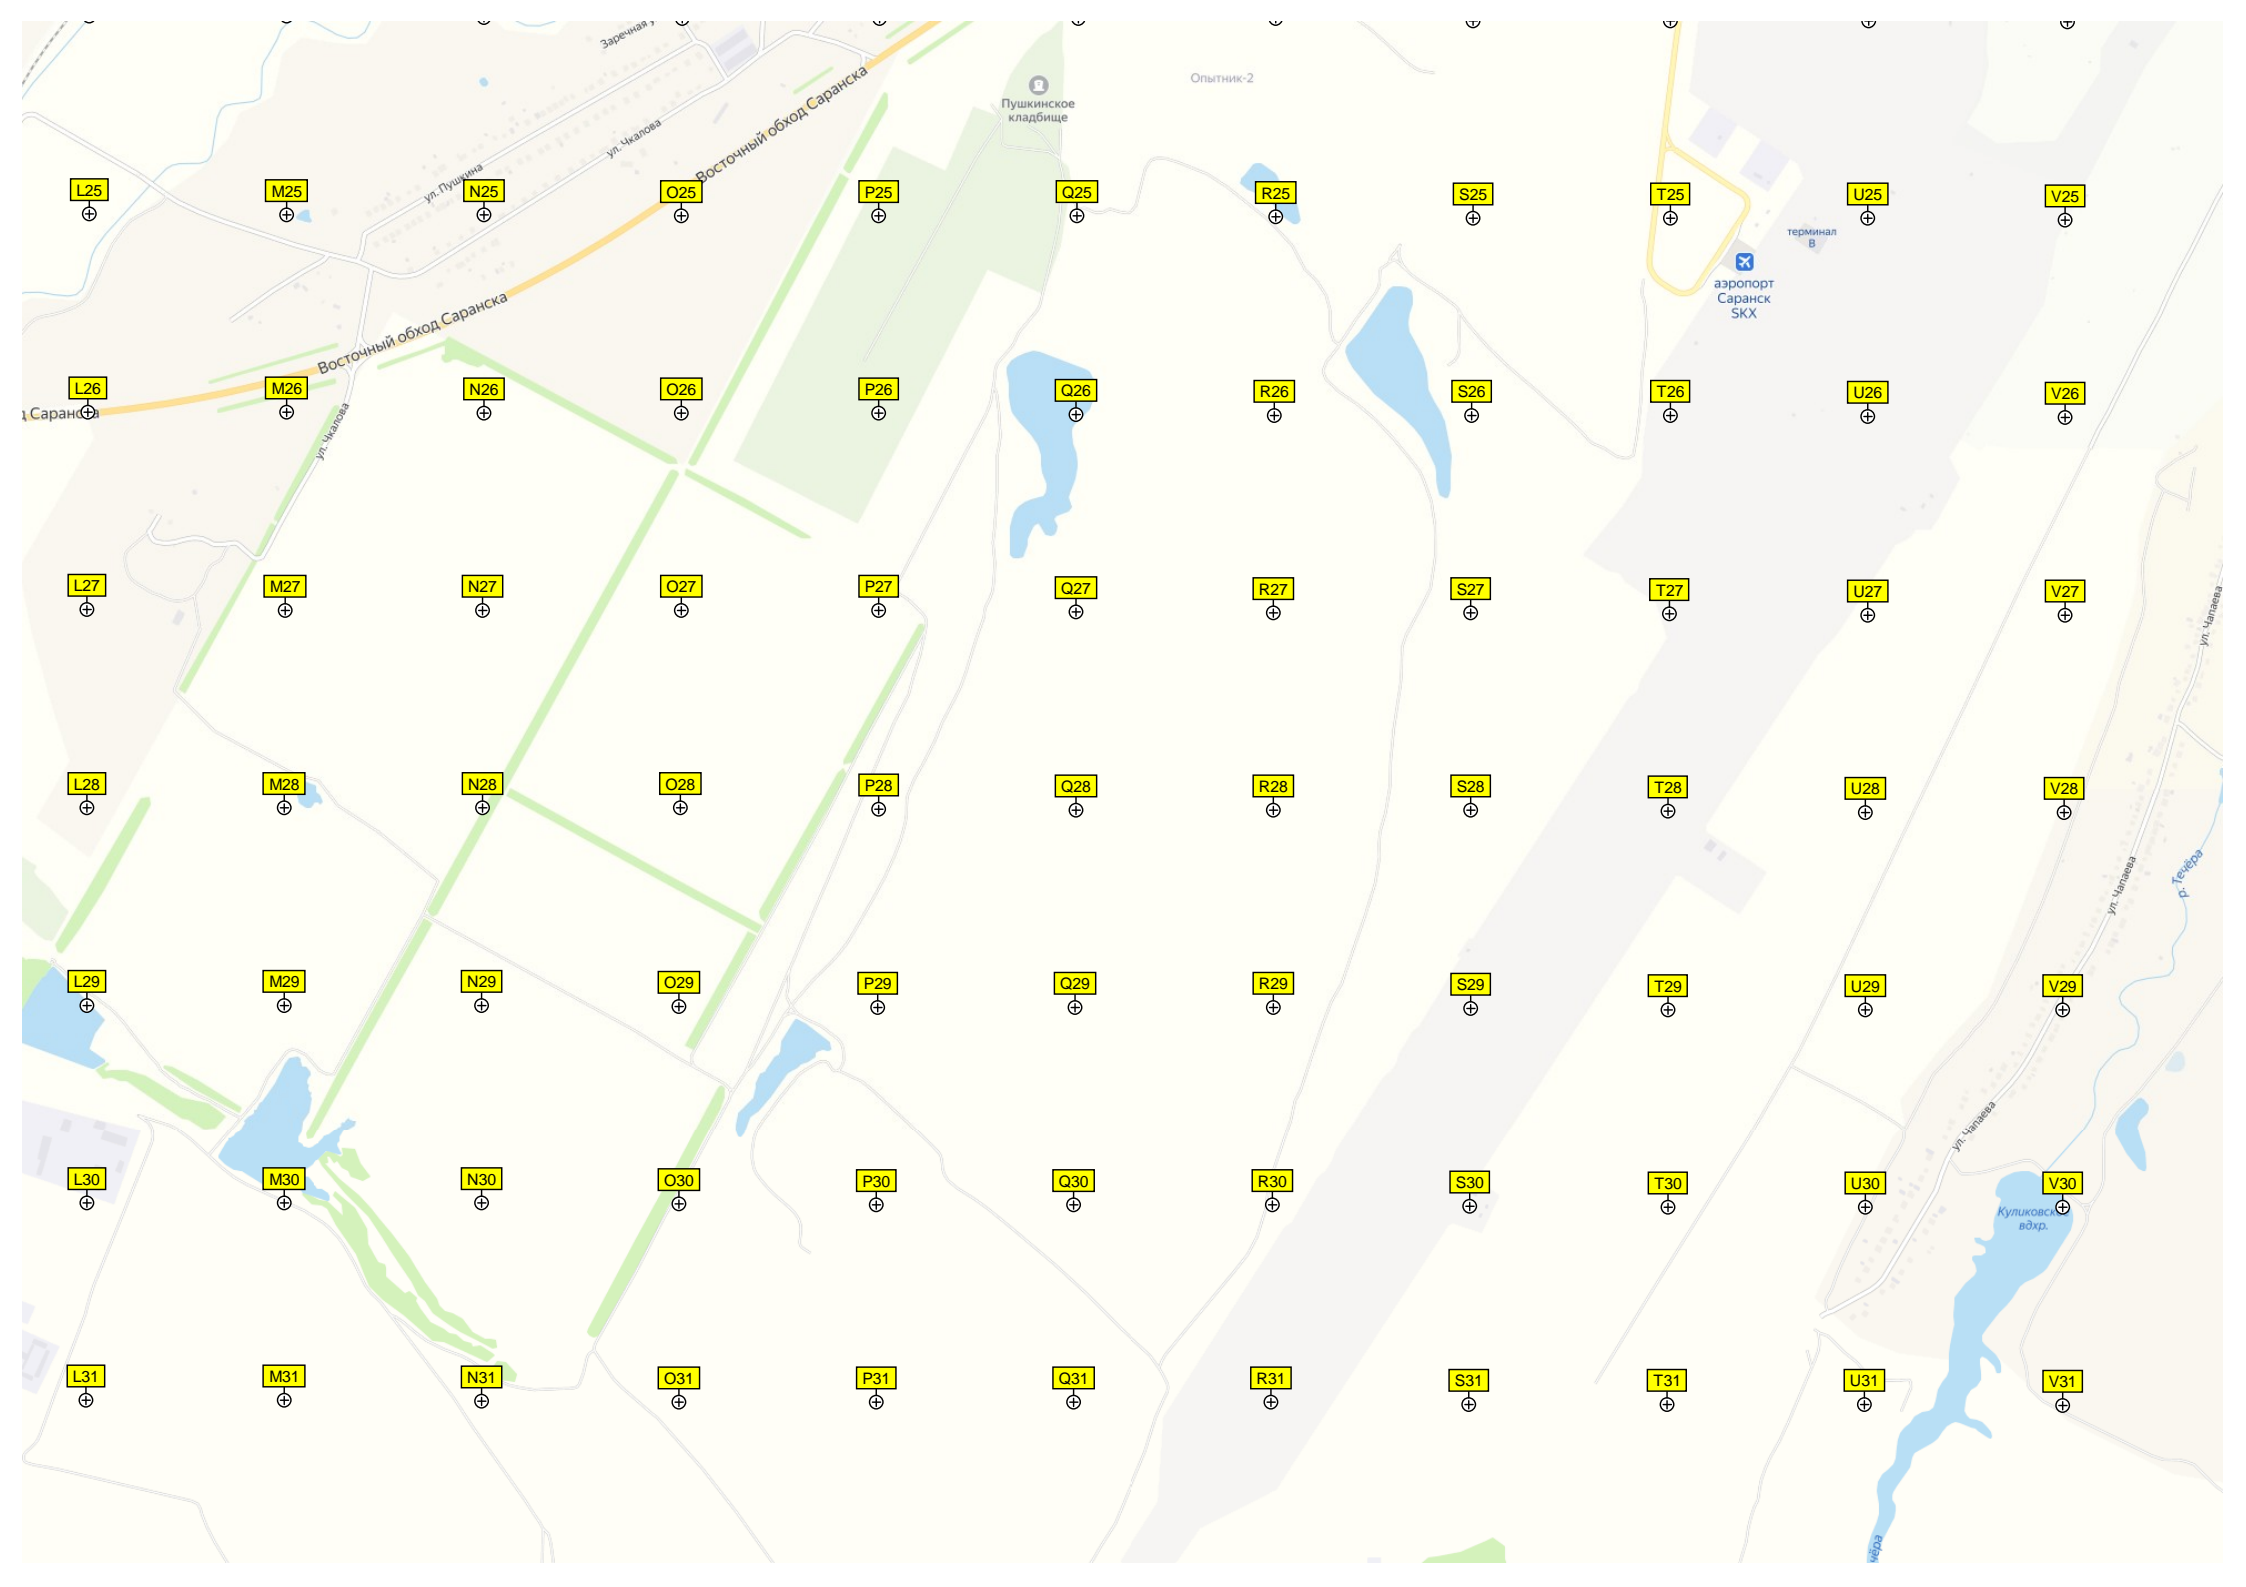 Заречная
Восточный обход Саранска
Опытник-2
Пушкинское
кладбище
ул. Чкалова
ул. Пушкина
L25 M25 N25 O25 P25 Q25 R25 S25 T25 U25 V25
терминал
B
аэропорт
Саранск
SKX
Восточный обход Саранска
L26 M26 N26 O26 P26 Q26 R26 S26 T26 U26 V26
Саранска
ул. Чкалова
L27 M27 N27 O27 P27 Q27 R27 S27 T27 U27 V27
ул. Чапаева
L28 M28 N28 O28 P28 Q28 R28 S28 T28 U28 V28
р. Течёра
ул. Чапаева
L29 M29 N29 O29 P29 Q29 R29 S29 T29 U29 V29
ул. Чапаева
L30 M30 N30 O30 P30 Q30 R30 S30 T30 U30 V30
Куликовское
вдхр.
L31 M31 N31 O31 P31 Q31 R31 S31 T31 U31 V31